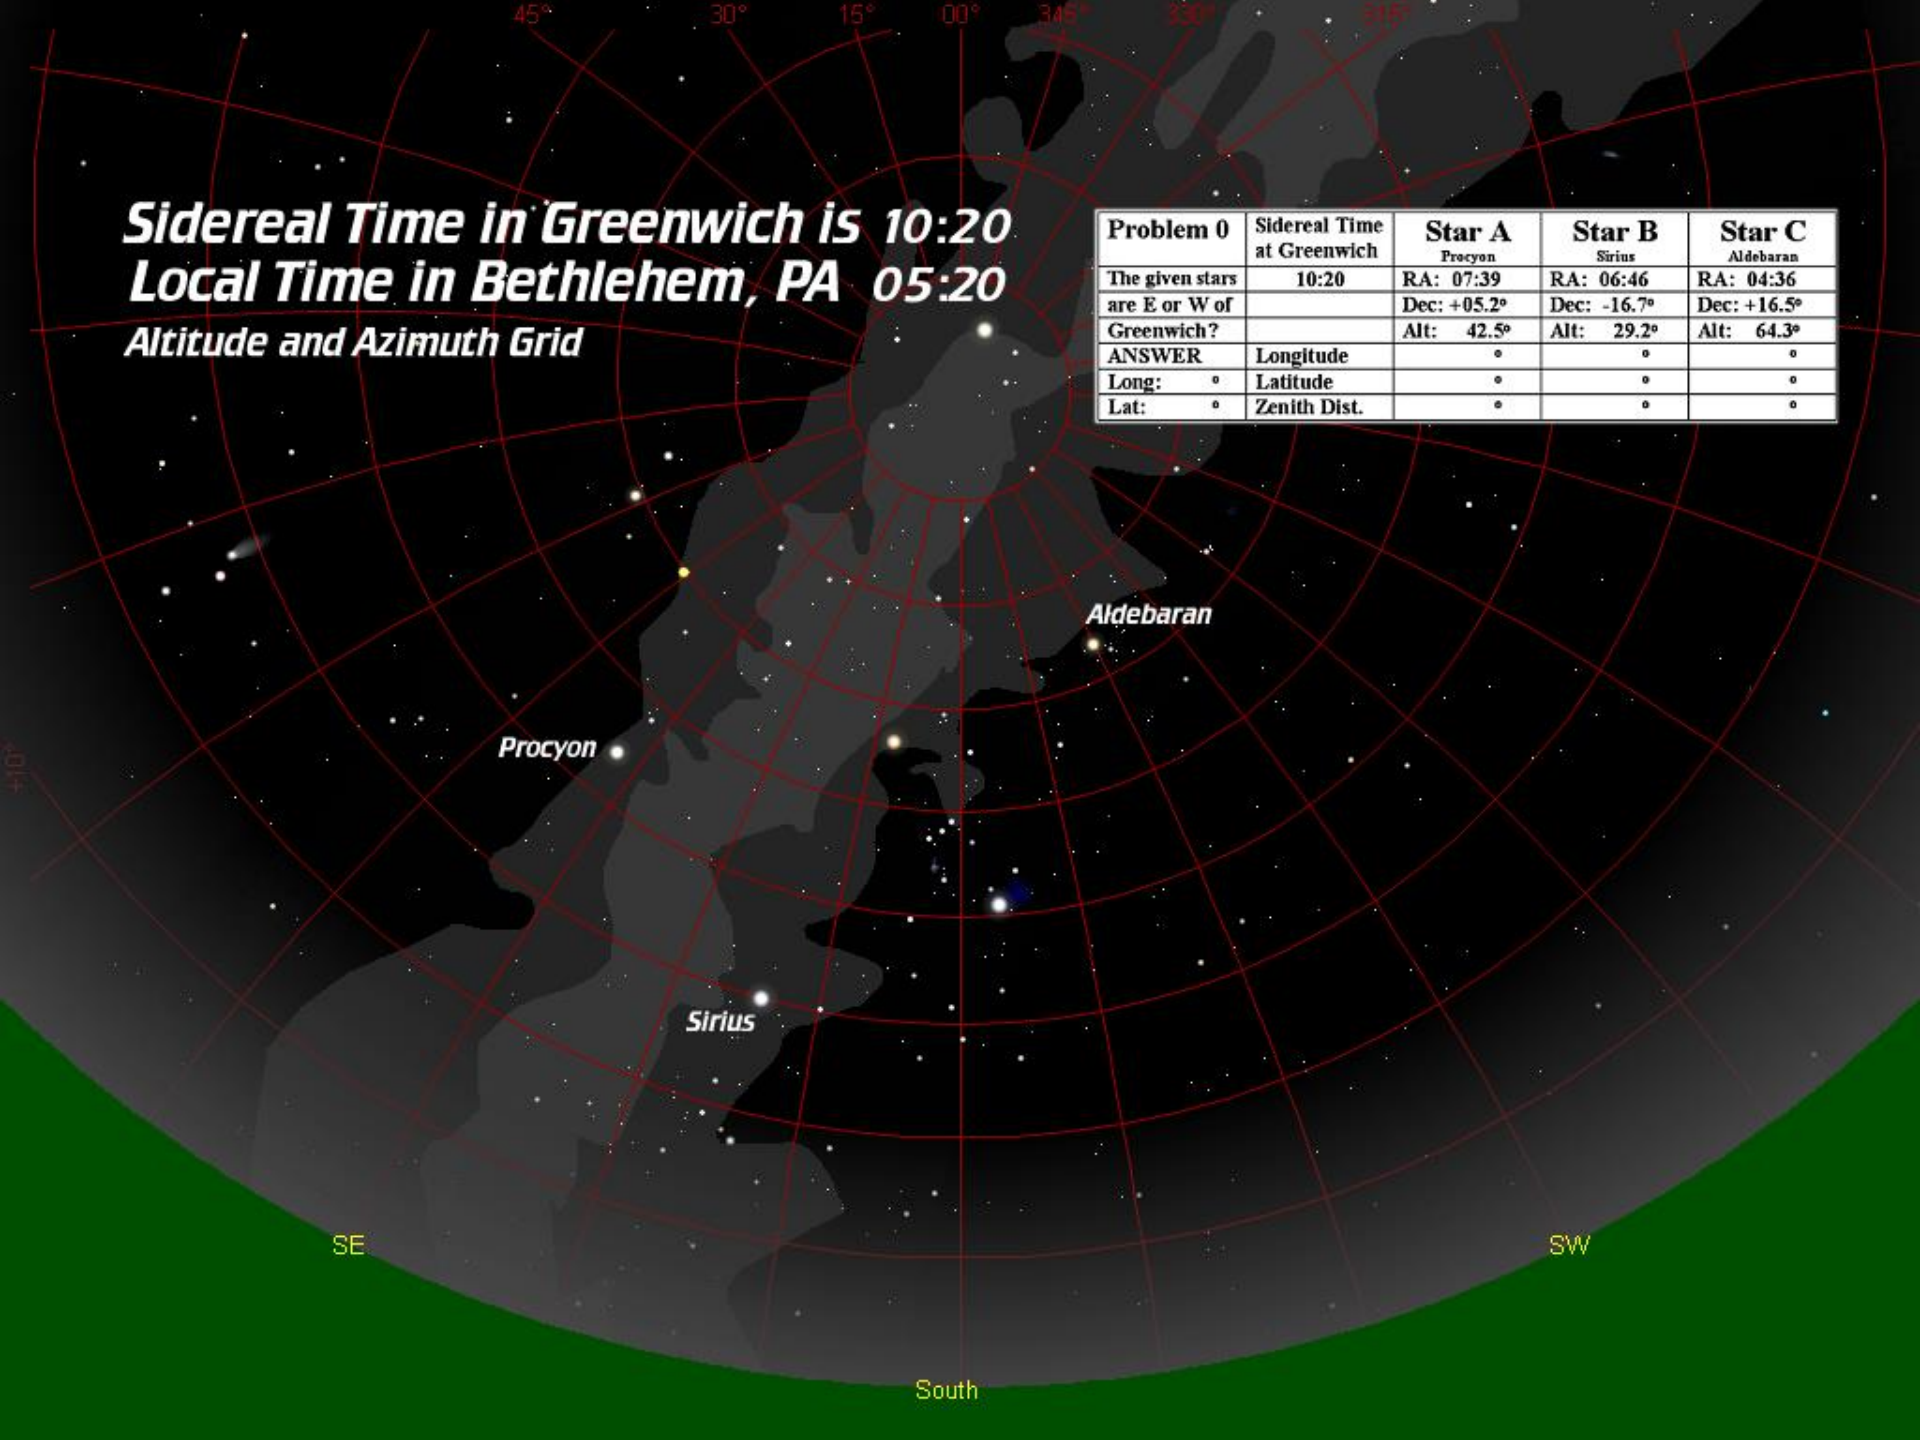 45° 30° 15° 00° 345° 330° 315°
Sidereal Time in Greenwich is 10:20
Local Time in Bethlehem, PA 05:20
Altitude and Azimuth Grid
Problem 0 Sidereal Time at Greenwich Star A Procyon Star B Sirius Star C Aldebaran
The given stars 10:20 RA: 07:39 RA: 06:46 RA: 04:36
are E or W of Dec: +05.2° Dec: -16.7° Dec: +16.5°
Greenwich? Alt: 42.5° Alt: 29.2° Alt: 64.3°
ANSWER Longitude ° ° °
Long: ° Latitude ° ° °
Lat: ° Zenith Dist. ° ° °
Aldebaran
Procyon
+10°
Sirius
SE
SW
South